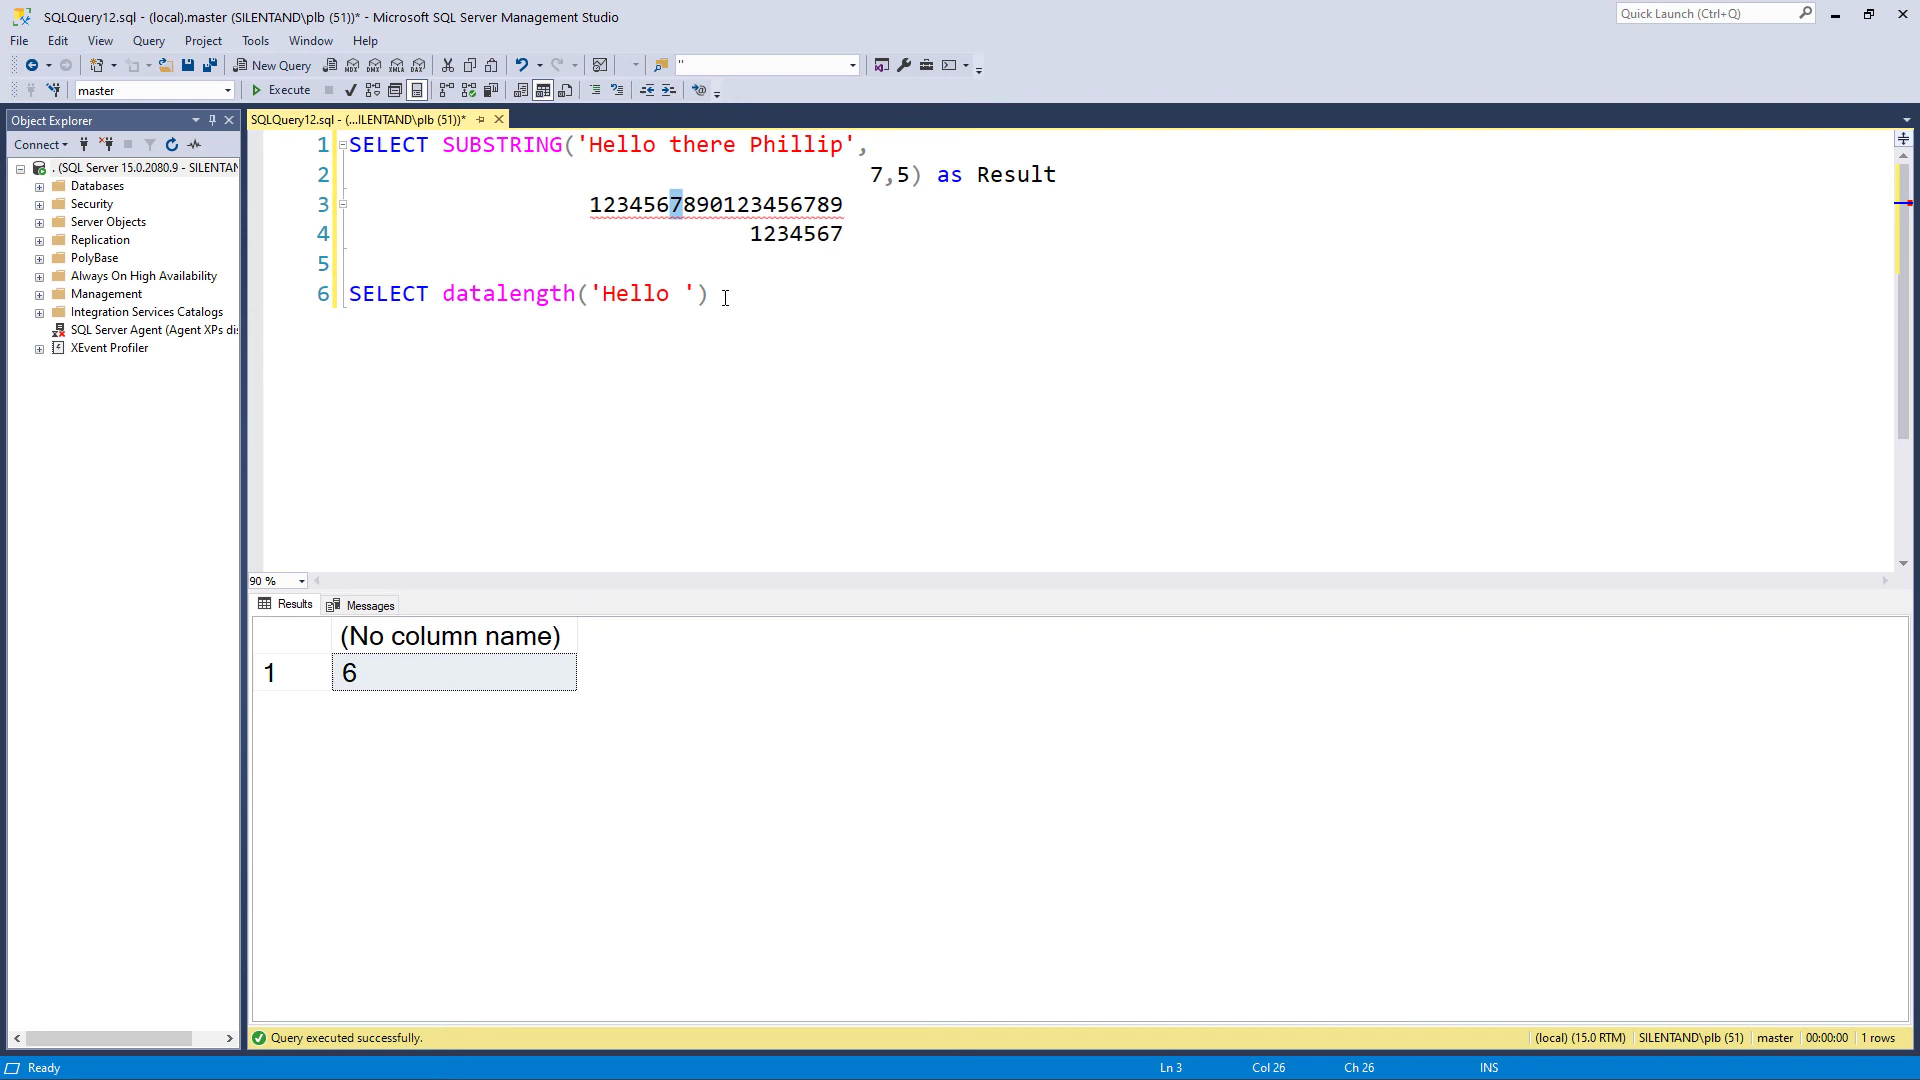 SQLQuery12.sql - (local).master (SILENTAND\plb (51))* - Microsoft SQL Server Management Studio
Quick Launch (Ctrl+Q)
File Edit View Query Project Tools Window Help
New Query
''
master
Execute
Object Explorer
SQLQuery12.sql - (...ILENTAND\plb (51))*
Connect
. (SQL Server 15.0.2080.9 - SILENTAN
Databases
Security
Server Objects
Replication
PolyBase
Always On High Availability
Management
Integration Services Catalogs
SQL Server Agent (Agent XPs dis
XEvent Profiler
1 SELECT SUBSTRING('Hello there Phillip',
2 7,5) as Result
3 1234567890123456789
4 1234567
5
6 SELECT datalength('Hello ')
90 %
Results Messages
(No column name)
1 6
Query executed successfully.
(local) (15.0 RTM) SILENTAND\plb (51) master 00:00:00 1 rows
Ready
Ln 3 Col 26 Ch 26 INS